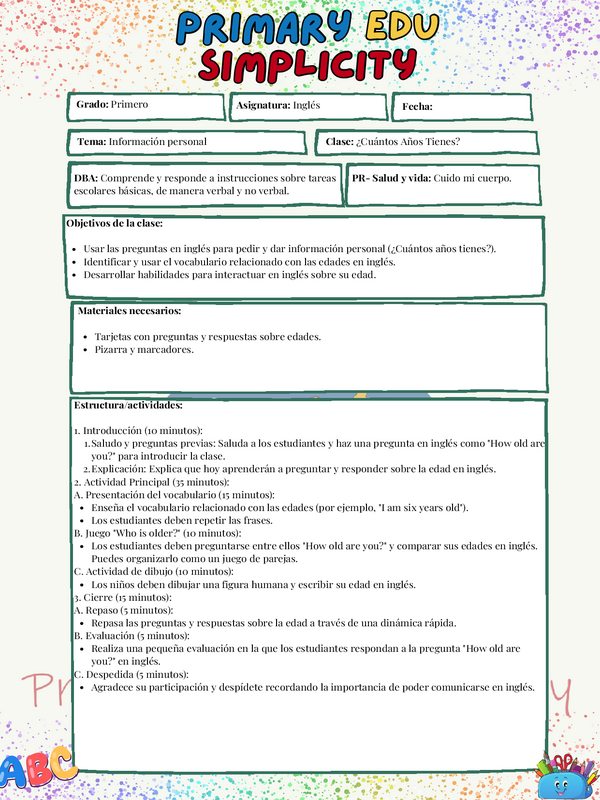 PRIMARY EDU
SIMPLICITY
Grado: Primero
Asignatura: Inglés
Fecha:
Tema: Información personal
Clase: ¿Cuántos Años Tienes?
DBA: Comprende y responde a instrucciones sobre tareas
escolares básicas, de manera verbal y no verbal.
PR- Salud y vida: Cuido mi cuerpo.
Objetivos de la clase:
• Usar las preguntas en inglés para pedir y dar información personal (¿Cuántos años tienes?).
• Identificar y usar el vocabulario relacionado con las edades en inglés.
• Desarrollar habilidades para interactuar en inglés sobre su edad.
Materiales necesarios:
• Tarjetas con preguntas y respuestas sobre edades.
• Pizarra y marcadores.
Estructura/actividades:
1. Introducción (10 minutos):
1. Saludo y preguntas previas: Saluda a los estudiantes y haz una pregunta en inglés como "How old are
you?" para introducir la clase.
2. Explicación: Explica que hoy aprenderán a preguntar y responder sobre la edad en inglés.
2. Actividad Principal (35 minutos):
A. Presentación del vocabulario (15 minutos):
• Enseña el vocabulario relacionado con las edades (por ejemplo, "I am six years old").
• Los estudiantes deben repetir las frases.
B. Juego "Who is older?" (10 minutos):
• Los estudiantes deben preguntarse entre ellos "How old are you?" y comparar sus edades en inglés.
Puedes organizarlo como un juego de parejas.
C. Actividad de dibujo (10 minutos):
• Los niños deben dibujar una figura humana y escribir su edad en inglés.
3. Cierre (15 minutos):
A. Repaso (5 minutos):
• Repasa las preguntas y respuestas sobre la edad a través de una dinámica rápida.
B. Evaluación (5 minutos):
• Realiza una pequeña evaluación en la que los estudiantes respondan a la pregunta "How old are
you?" en inglés.
C. Despedida (5 minutos):
• Agradece su participación y despídete recordando la importancia de poder comunicarse en inglés.
ABC